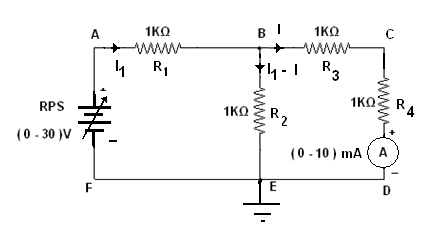 A 1KΩ B I 1KΩ C
I1 R1 I1 - I R3
RPS
( 0 - 30 )V
+
−
1KΩ R2
1KΩ R4
+
( 0 - 10 ) mA A
−
F E D